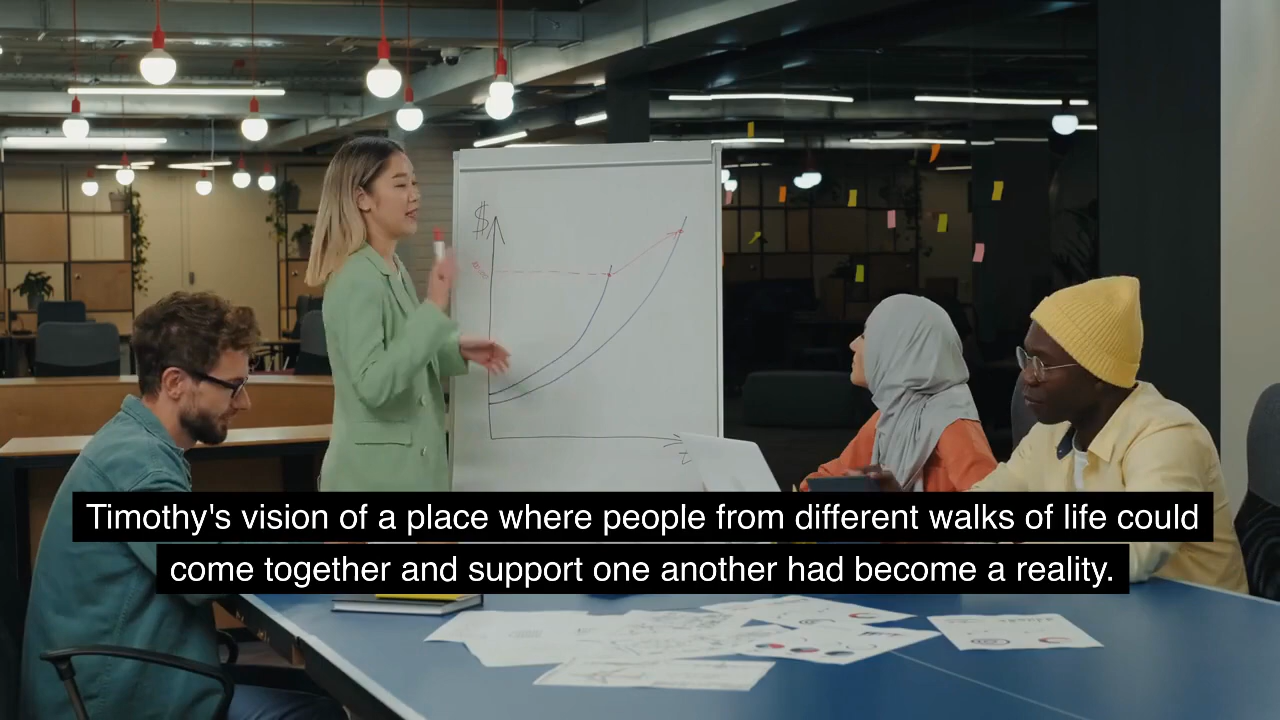 $
Timothy's vision of a place where people from different walks of life could
come together and support one another had become a reality.